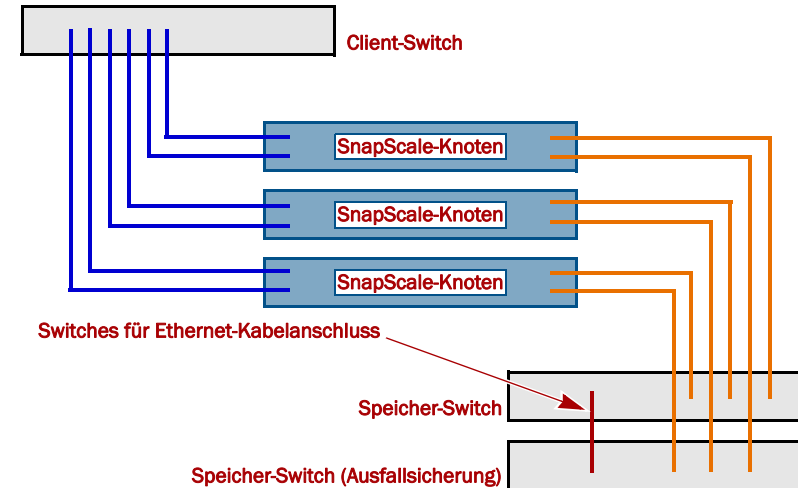 Client-Switch
SnapScale-Knoten
SnapScale-Knoten
SnapScale-Knoten
Switches für Ethernet-Kabelanschluss
Speicher-Switch
Speicher-Switch (Ausfallsicherung)